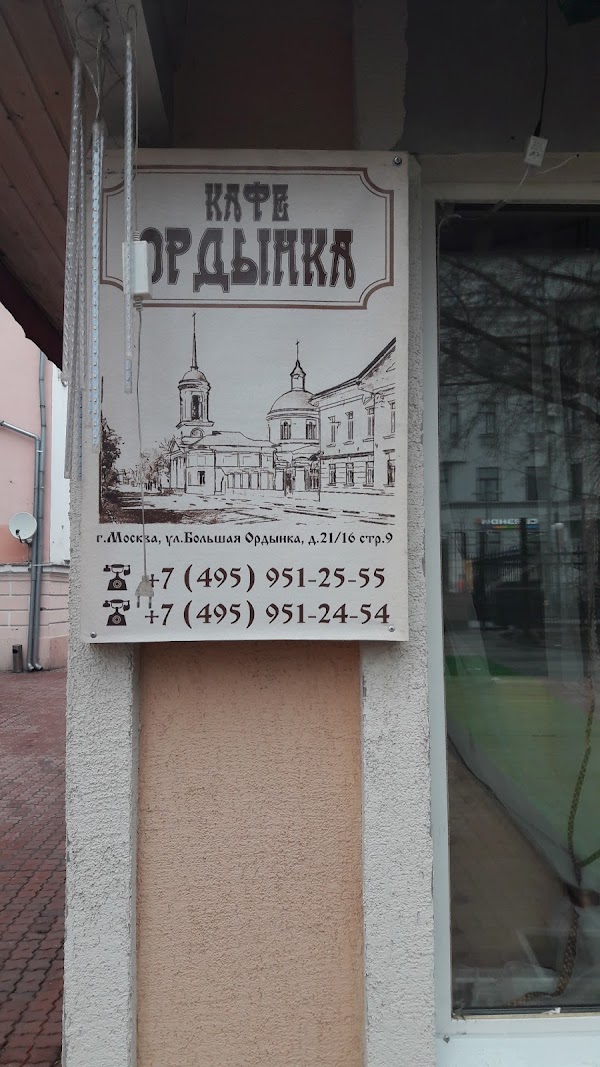 КАФЕ
ОРДЫНКА
г.Москва, ул.Большая Ордынка, д.21/16 стр.9
+7 (495) 951-25-55
+7 (495) 951-24-54